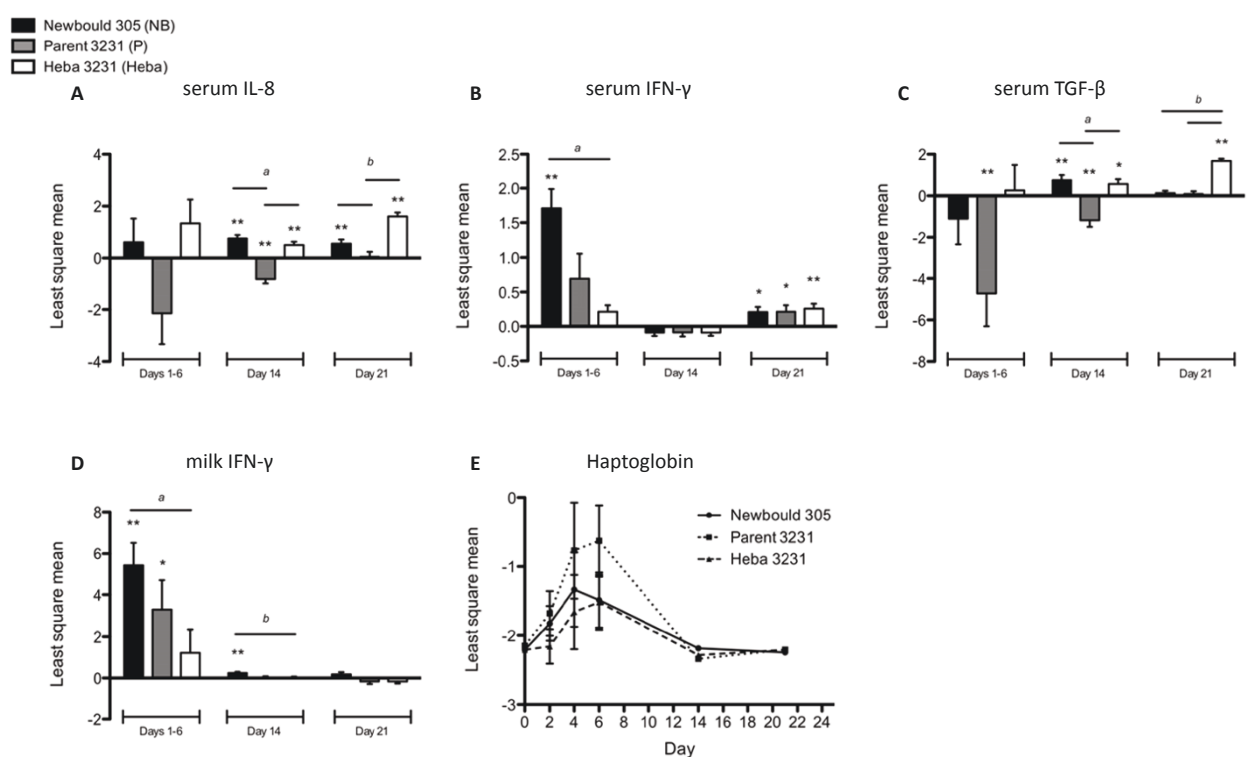 Newbould 305 (NB)
Parent 3231 (P)
Heba 3231 (Heba)
A
serum IL-8
Least square mean
4
2
0
-2
-4
** ** ** ** **
a
b
Days 1-6
Day 14
Day 21
B
serum IFN-γ
Least square mean
2.5
2.0
1.5
1.0
0.5
0.0
-0.5
a
**
* * **
Days 1-6
Day 14
Day 21
C
serum TGF-β
Least square mean
2
0
-2
-4
-6
-8
**
a
** ** *
b
**
Days 1-6
Day 14
Day 21
D
milk IFN-γ
Least square mean
8
6
4
2
0
-2
a
** *
b
**
Days 1-6
Day 14
Day 21
E
Haptoglobin
Least square mean
0
-1
-2
-3
Newbould 305
Parent 3231
Heba 3231
0 2 4 6 8 10 12 14 16 18 20 22 24
Day